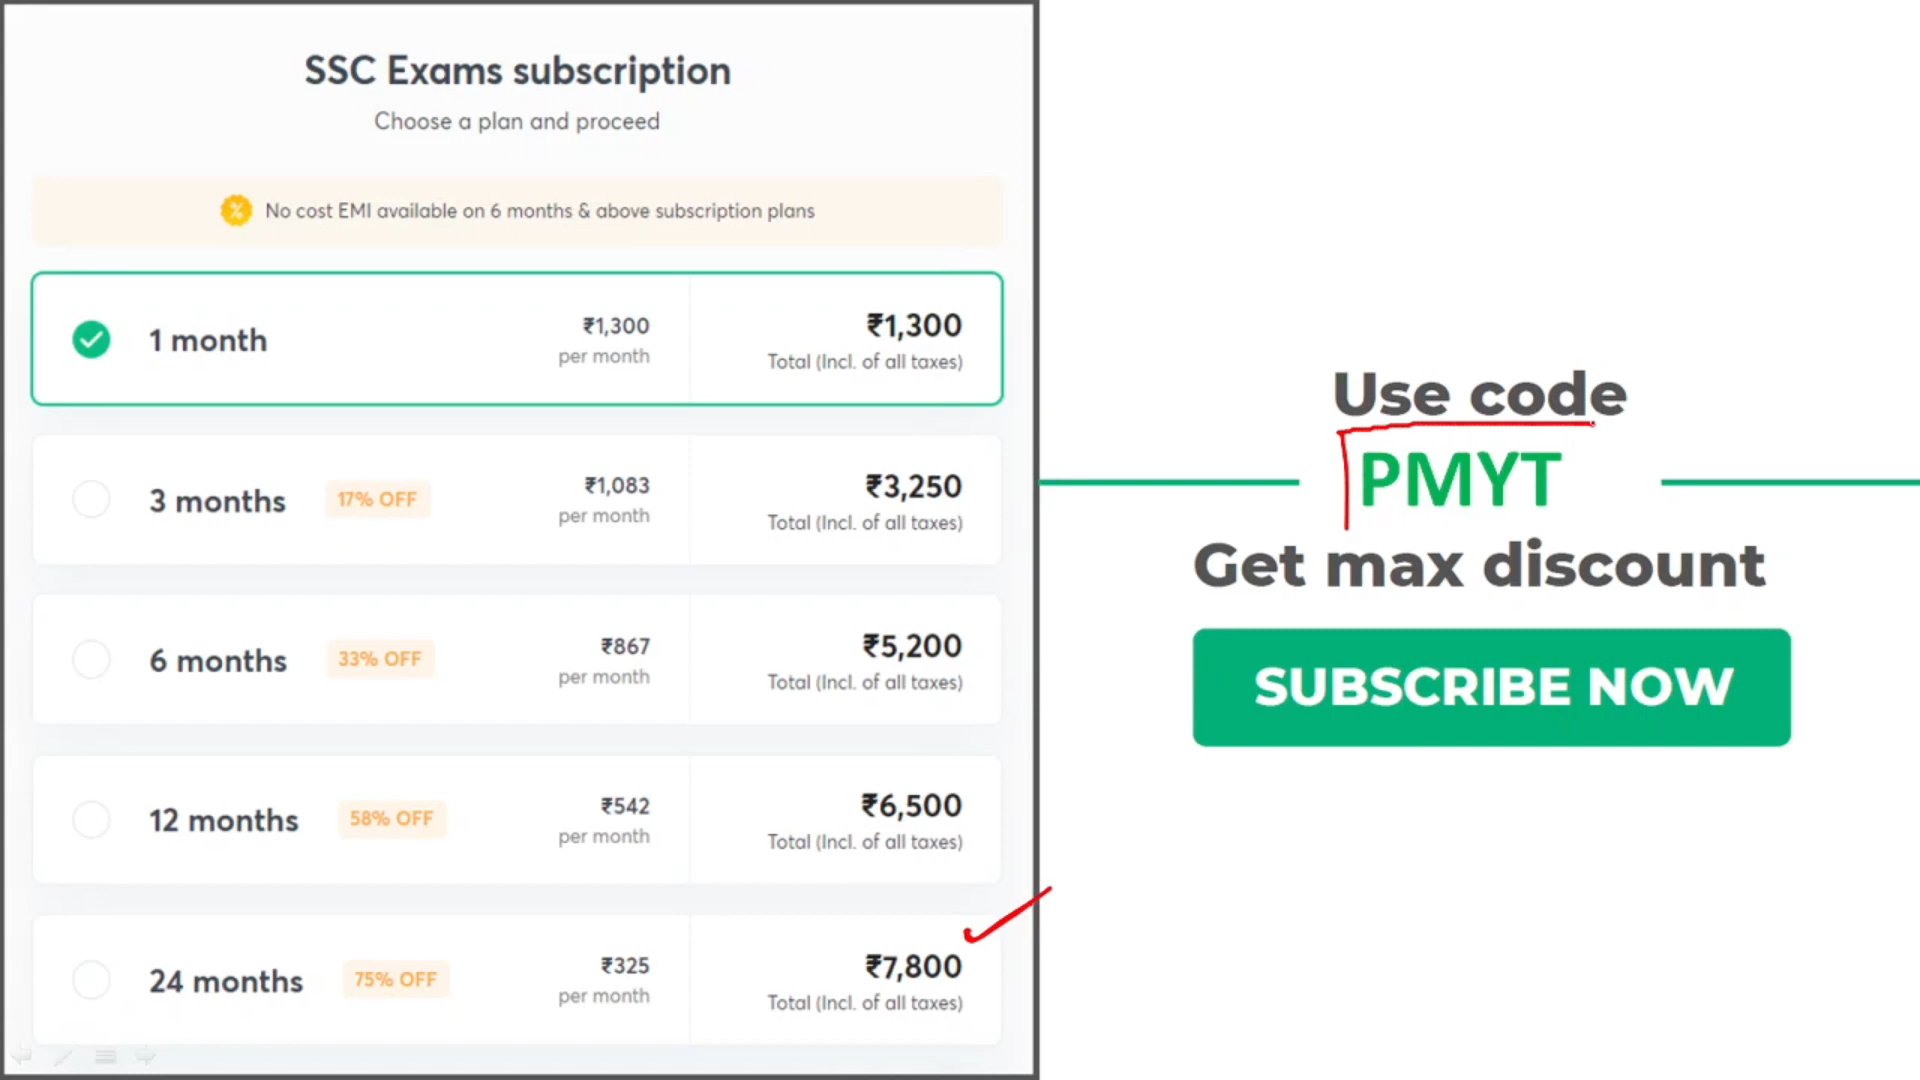 SSC Exams subscription
Choose a plan and proceed
No cost EMI available on 6 months & above subscription plans
1 month
₹1,300
per month
₹1,300
Total (Incl. of all taxes)
3 months
17% OFF
₹1,083
per month
₹3,250
Total (Incl. of all taxes)
6 months
33% OFF
₹867
per month
₹5,200
Total (Incl. of all taxes)
12 months
58% OFF
₹542
per month
₹6,500
Total (Incl. of all taxes)
24 months
75% OFF
₹325
per month
₹7,800
Total (Incl. of all taxes)
Use code
PMYT
Get max discount
SUBSCRIBE NOW